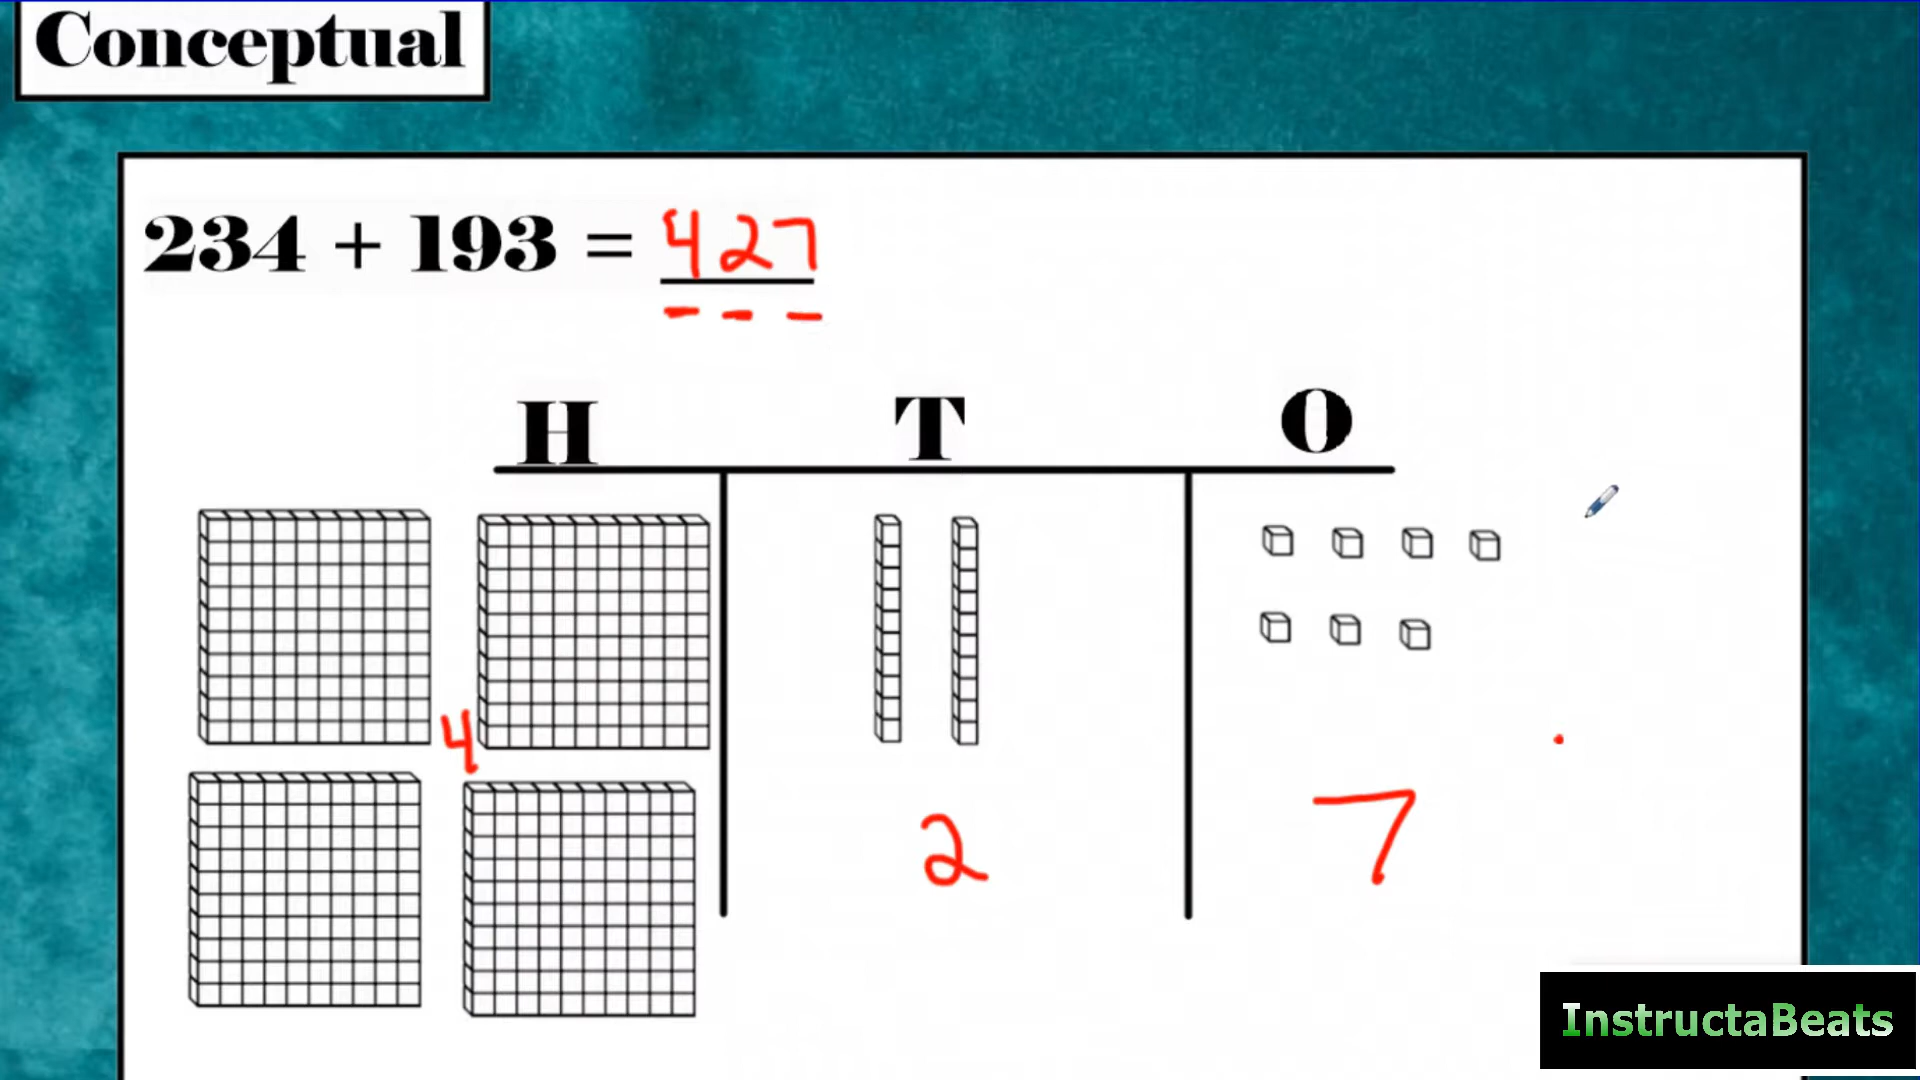 Conceptual
234 + 193 = 427
H T O
4
2 7
InstructaBeats